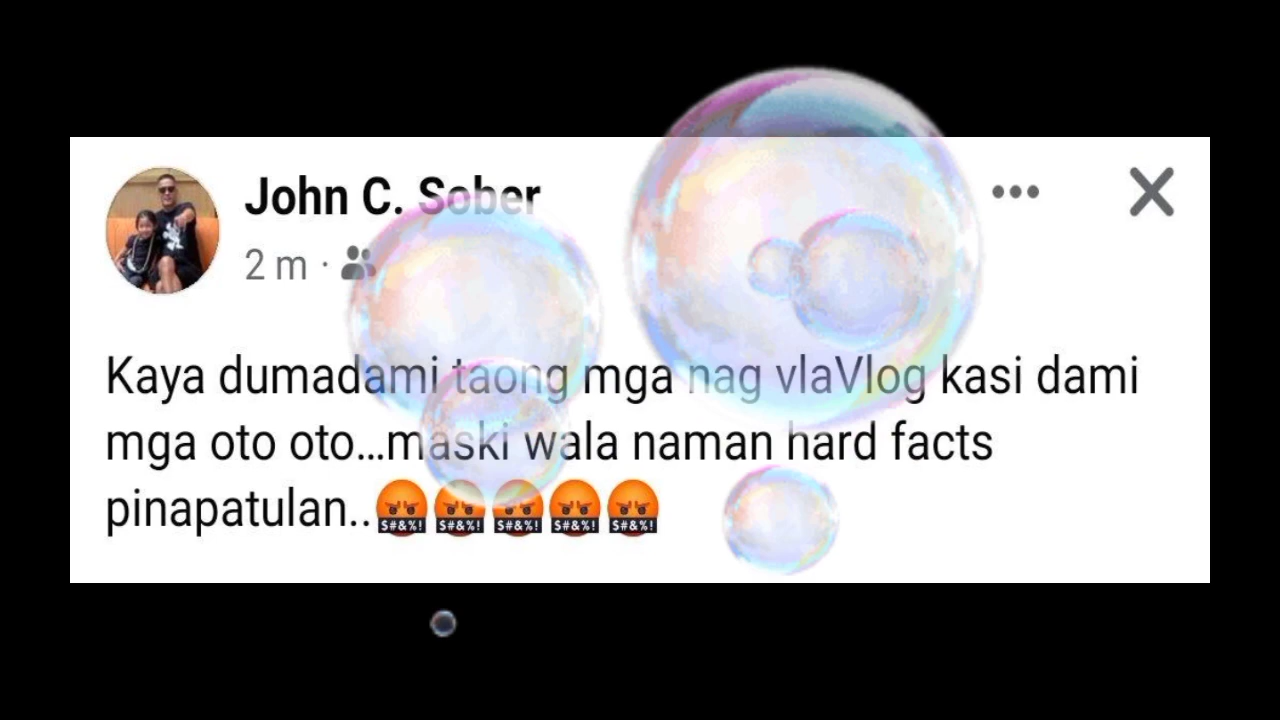 John C. Sober
2 m ·
Kaya dumadami taong mga nag vlaVlog kasi dami
mga oto oto...maski wala naman hard facts
pinapatulan..🤬🤬🤬🤬🤬